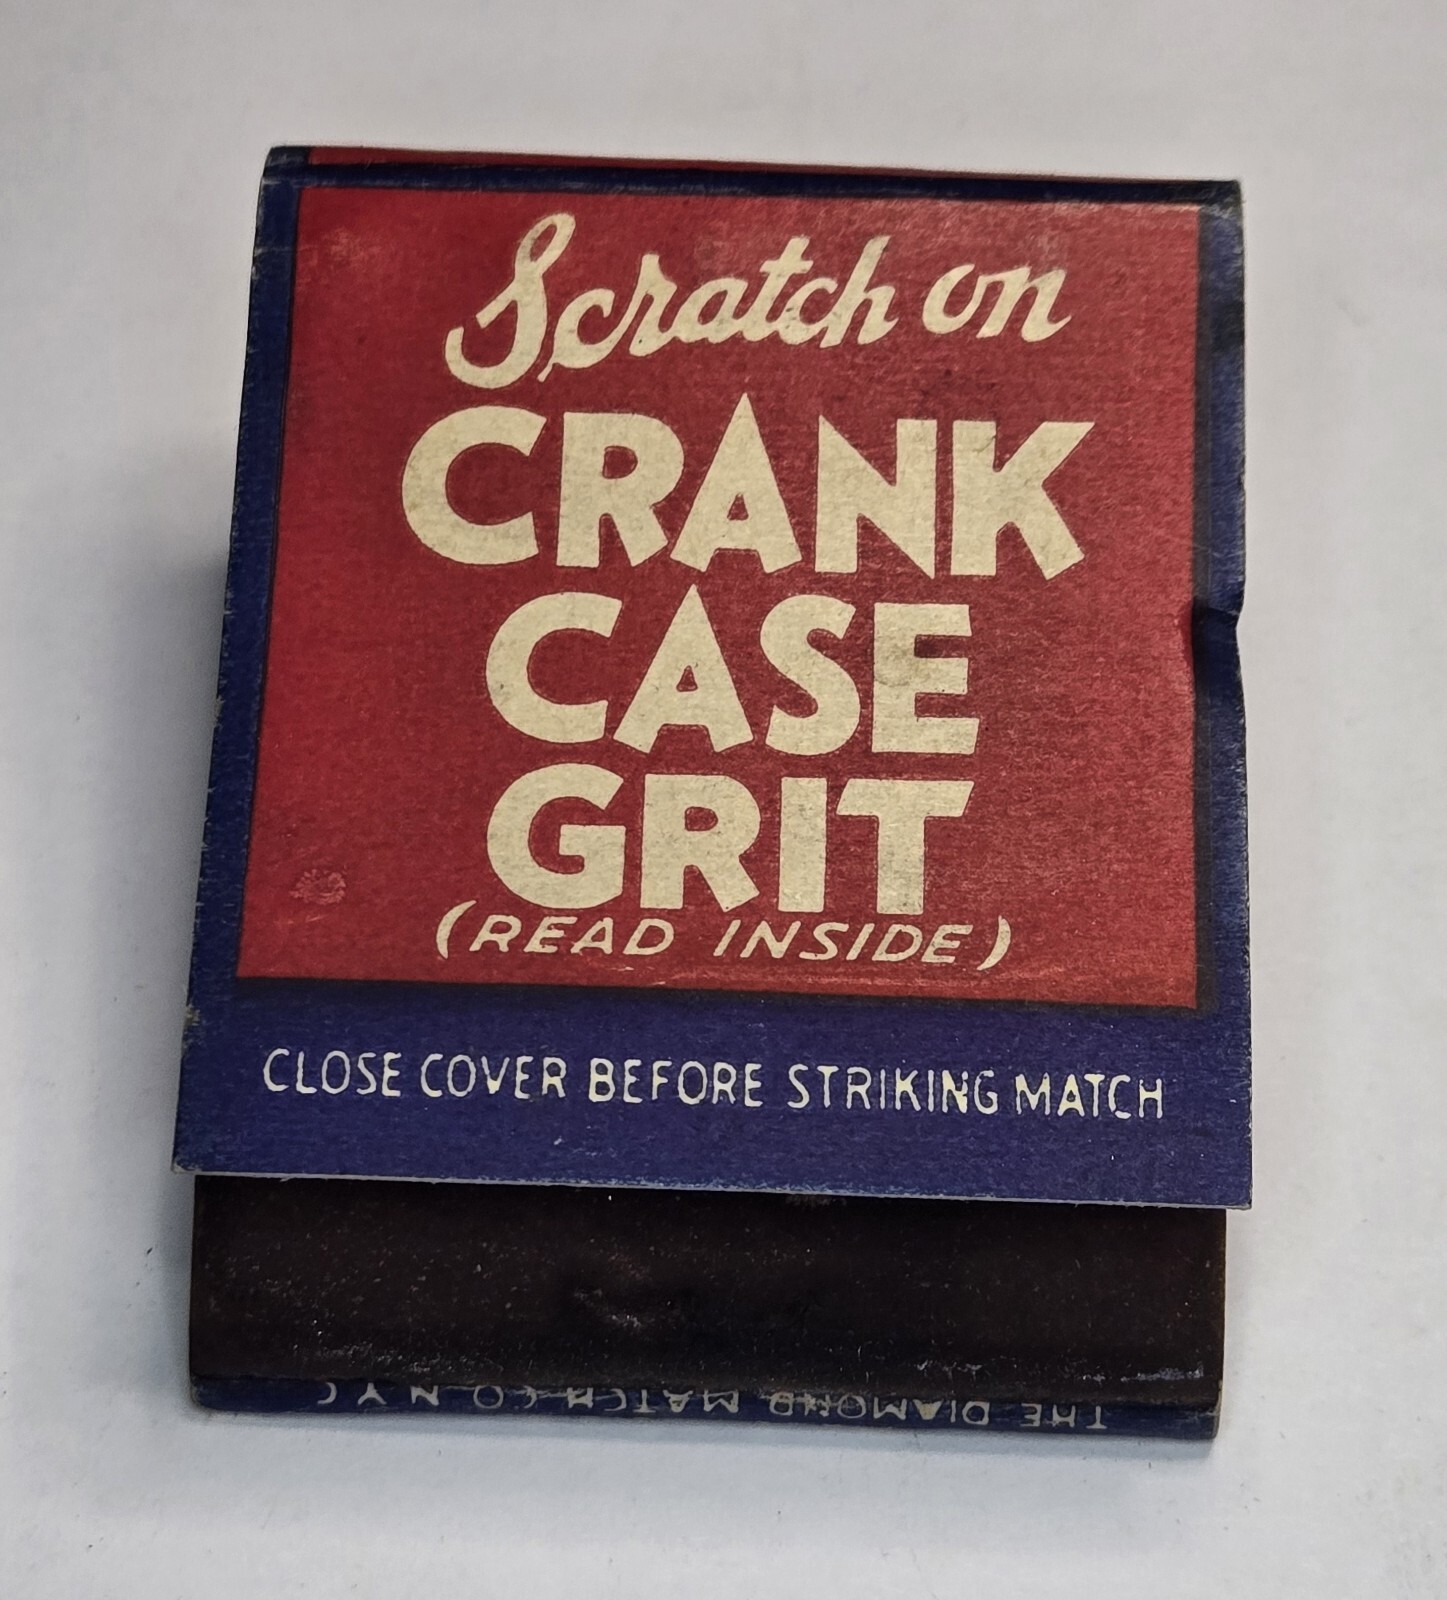 Scratch on
CRANK
CASE
GRIT
(READ INSIDE)
CLOSE COVER BEFORE STRIKING MATCH
THE DIAMOND MATCH CO N Y C